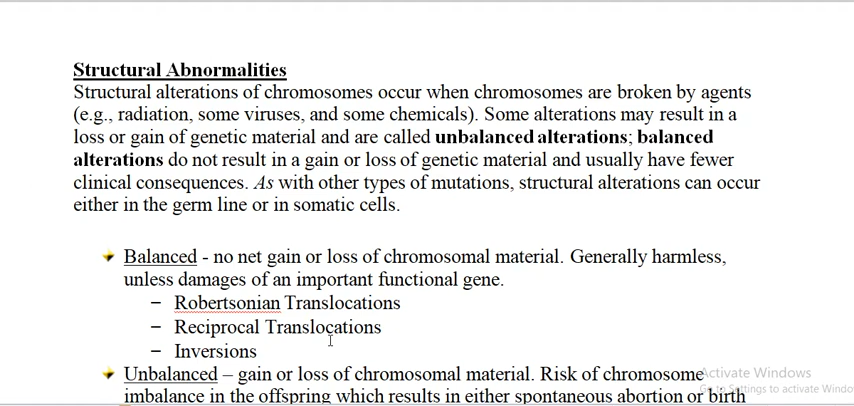 Structural Abnormalities
Structural alterations of chromosomes occur when chromosomes are broken by agents
(e.g., radiation, some viruses, and some chemicals). Some alterations may result in a
loss or gain of genetic material and are called unbalanced alterations; balanced
alterations do not result in a gain or loss of genetic material and usually have fewer
clinical consequences. As with other types of mutations, structural alterations can occur
either in the germ line or in somatic cells.
Balanced - no net gain or loss of chromosomal material. Generally harmless,
unless damages of an important functional gene.
– Robertsonian Translocations
– Reciprocal Translocations
– Inversions
Unbalanced – gain or loss of chromosomal material. Risk of chromosome
Activate Windows
imbalance in the offspring which results in either spontaneous abortion or birth
Go to Settings to activate Windo